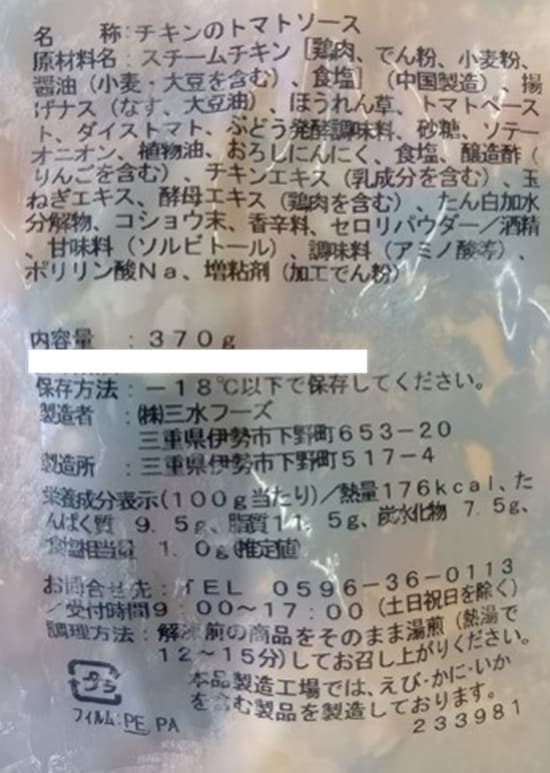 名　　称：チキンのトマトソース
原材料名：スチームチキン［鶏肉、でん粉、小麦粉、
醤油（小麦・大豆を含む）、食塩］（中国製造）、揚
げナス（なす、大豆油）、ほうれん草、トマトペース
ト、ダイストマト、ぶどう発酵調味料、砂糖、ソテー
オニオン、植物油、おろしにんにく、食塩、醸造酢（
りんごを含む）、チキンエキス（乳成分を含む）、玉
ねぎエキス、酵母エキス（鶏肉を含む）、たん白加水
分解物、コショウ末、香辛料、セロリパウダー／酒精
、甘味料（ソルビトール）、調味料（アミノ酸等）、
ポリリン酸Ｎａ、増粘剤（加工でん粉）
内容量　：３７０ｇ
保存方法：－１８℃以下で保存してください。
製造者　：㈱三水フーズ
三重県伊勢市下野町６５３－２０
製造所　：三重県伊勢市下野町５１７－４
栄養成分表示（１００ｇ当たり）／熱量１７６ｋｃａｌ、た
んぱく質　９．５ｇ、脂質１１．５ｇ、炭水化物　７．５ｇ、
食塩相当量　１．０ｇ（推定値）
お問合せ先：ＴＥＬ　０５９６－３６－０１１３
／受付時間９：００～１７：００（土日祝日を除く）
調理方法：解凍前の商品をそのまま湯煎（熱湯で
１２～１５分）してお召し上がりください。
本品製造工場では、えび・かに・いか
を含む製品を製造しております。
プラ
フィルム：PE, PA
２３３９８１